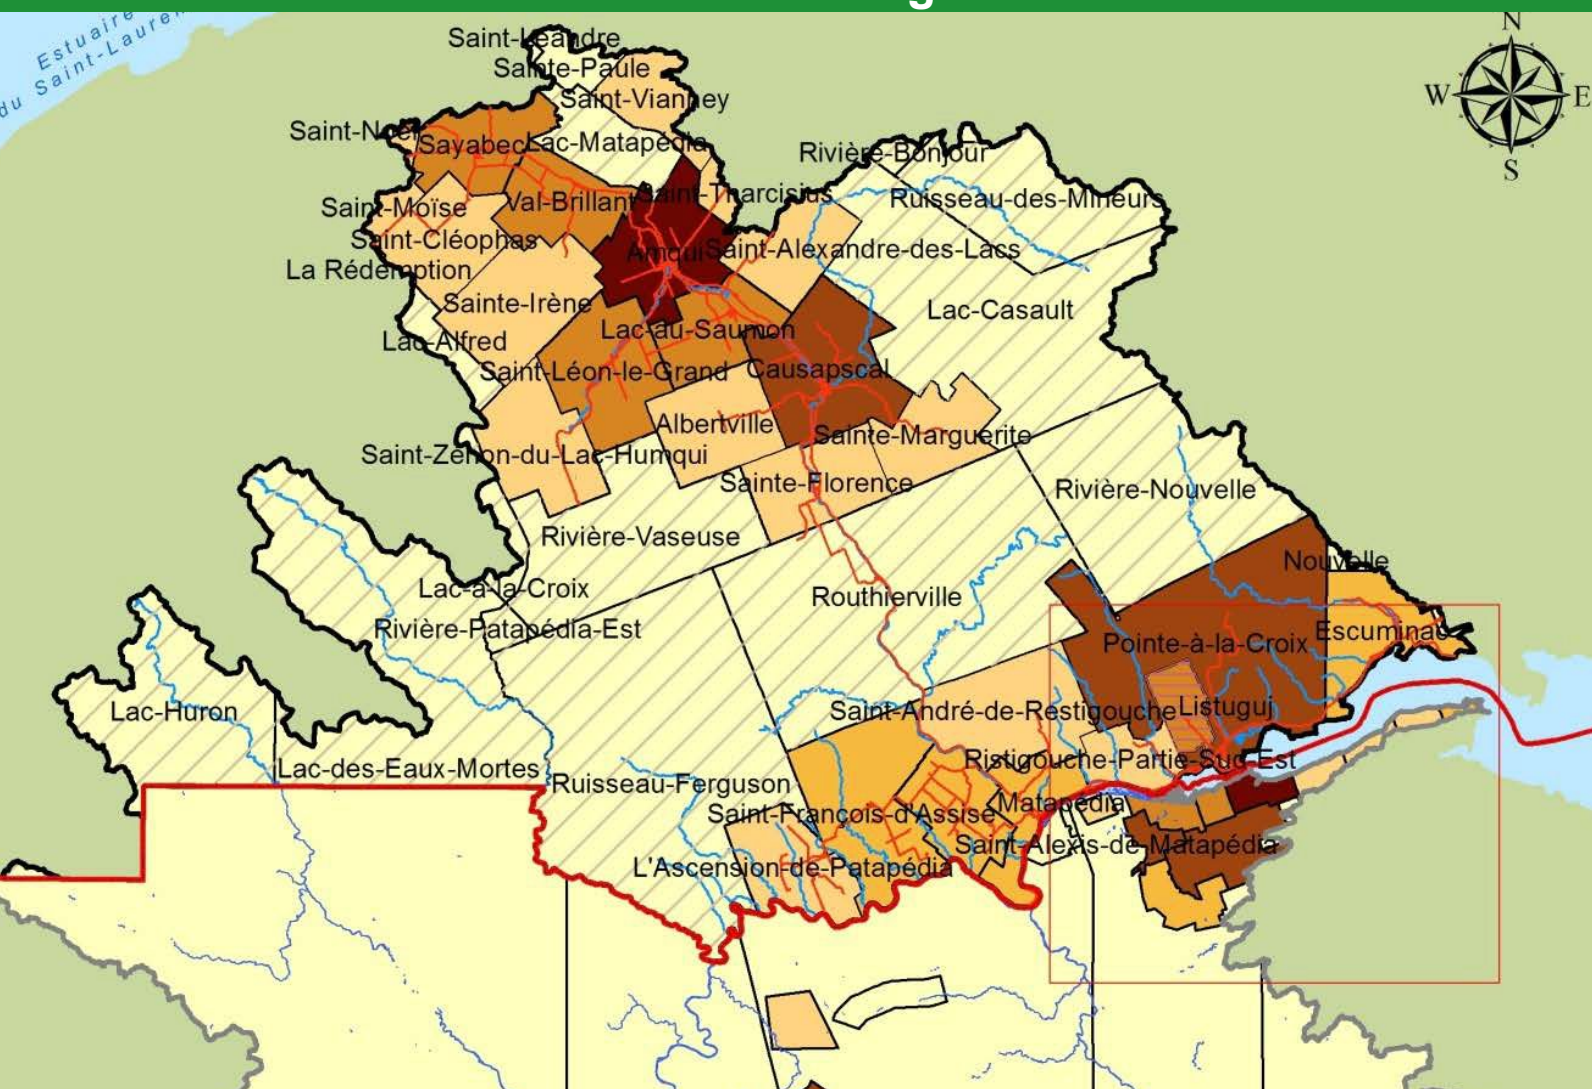 Estuaire
du Saint-Laurent
N
W
E
S
Saint-Léandre
Sainte-Paule
Saint-Vianney
Saint-Noël
Sayabec
Lac-Matapédia
Rivière-Bonjour
Saint-Moïse
Val-Brillant
Saint-Tharcisius
Ruisseau-des-Mineurs
Saint-Cléophas
Amqui
Saint-Alexandre-des-Lacs
La Rédemption
Sainte-Irène
Lac-Casault
Lac-Alfred
Lac-au-Saumon
Saint-Léon-le-Grand
Causapscal
Albertville
Sainte-Marguerite
Saint-Zénon-du-Lac-Humqui
Sainte-Florence
Rivière-Nouvelle
Rivière-Vaseuse
Nouvelle
Lac-à-la-Croix
Routhierville
Rivière-Patapédia-Est
Pointe-à-la-Croix
Escuminac
Lac-Huron
Saint-André-de-Restigouche
Listuguj
Lac-des-Eaux-Mortes
Ristigouche-Partie-Sud-Est
Ruisseau-Ferguson
Matapédia
Saint-François-d'Assise
Saint-Alexis-de-Matapédia
L'Ascension-de-Patapédia